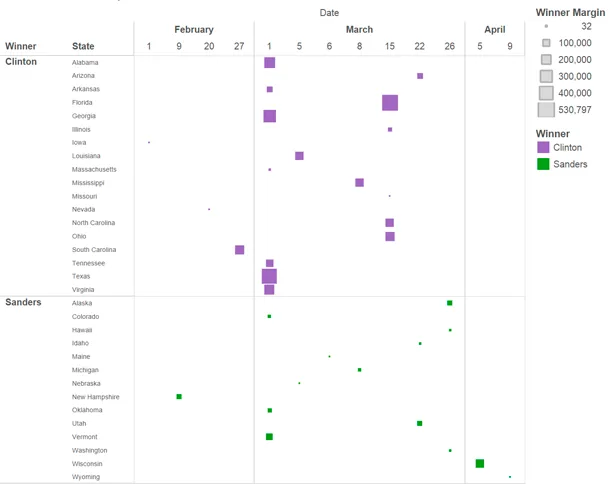 Date
February March April
Winner State 1 9 20 27 1 5 6 8 15 22 26 5 9
Clinton Alabama
Arizona
Arkansas
Florida
Georgia
Illinois
Iowa
Louisiana
Massachusetts
Mississippi
Missouri
Nevada
North Carolina
Ohio
South Carolina
Tennessee
Texas
Virginia
Sanders Alaska
Colorado
Hawaii
Idaho
Maine
Michigan
Nebraska
New Hampshire
Oklahoma
Utah
Vermont
Washington
Wisconsin
Wyoming
Winner Margin
32
100,000
200,000
300,000
400,000
530,797
Winner
Clinton
Sanders